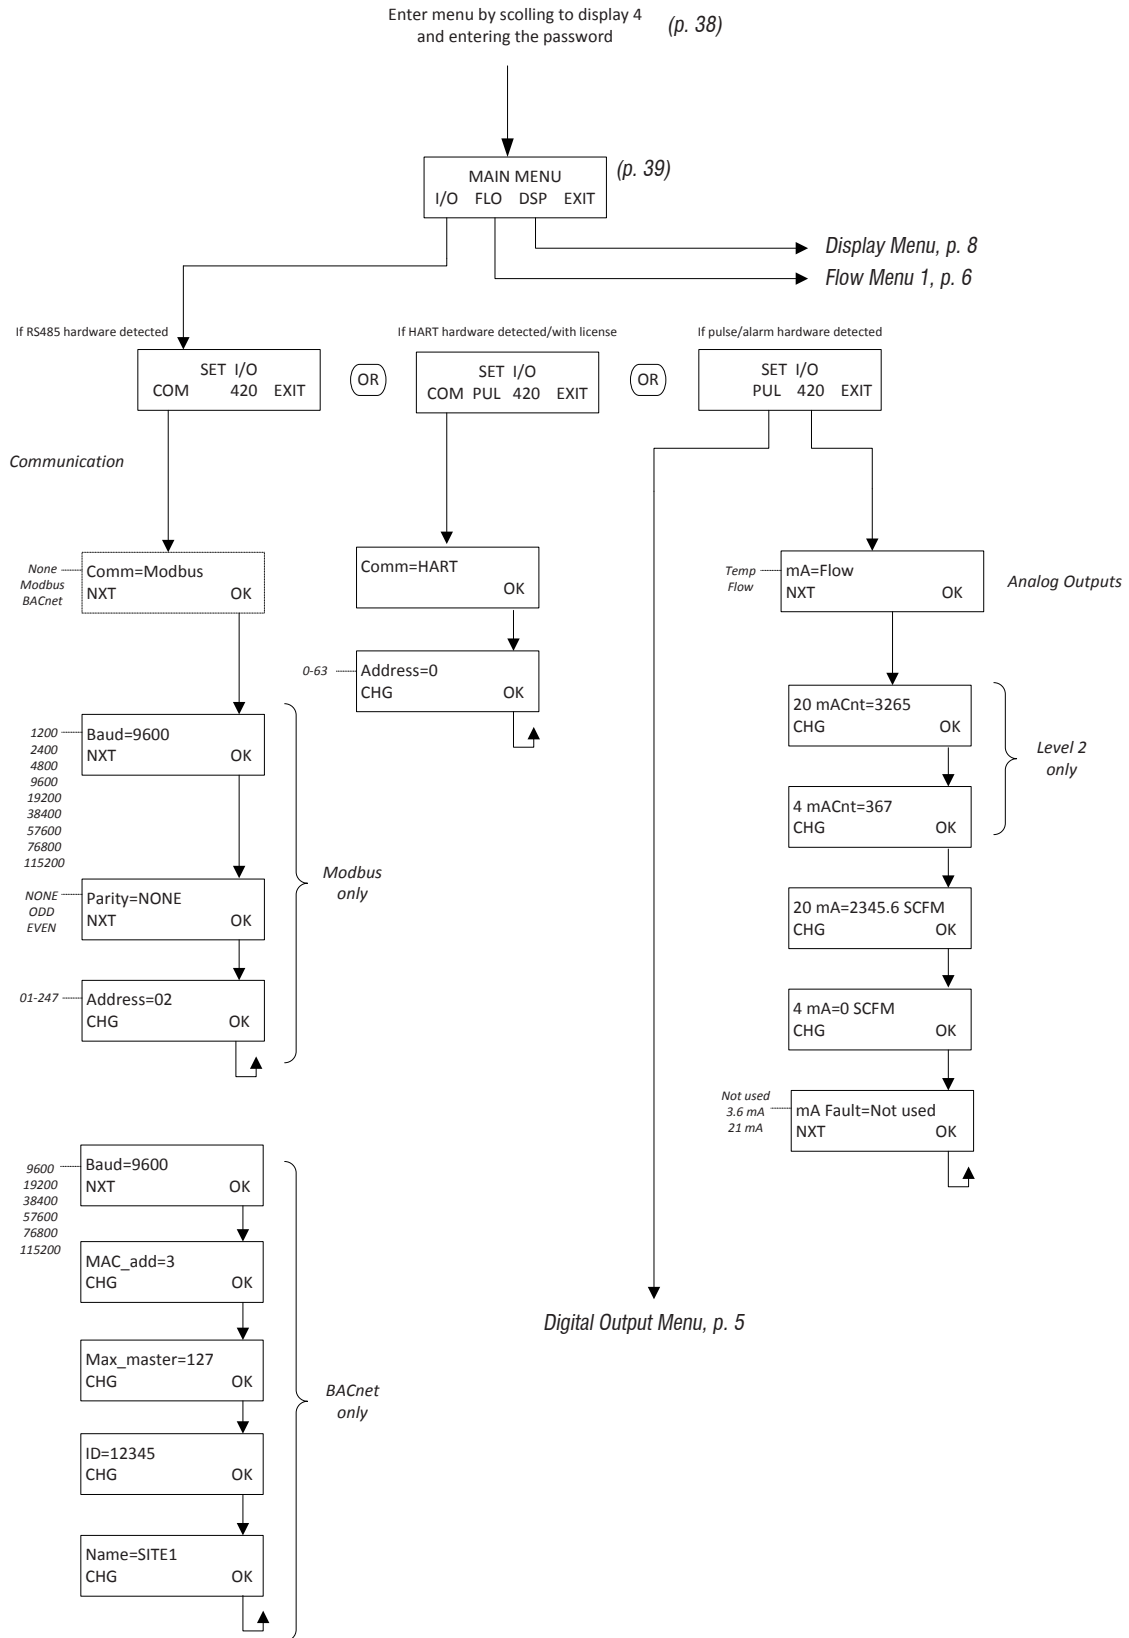 Enter menu by scolling to display 4
and entering the password
(p. 38)
MAIN MENU
(p. 39)
I/O FLO DSP EXIT
Display Menu, p. 8
Flow Menu 1, p. 6
If RS485 hardware detected
SET I/O
COM 420 EXIT
OR
If HART hardware detected/with license
SET I/O
COM PUL 420 EXIT
OR
If pulse/alarm hardware detected
SET I/O
PUL 420 EXIT
Communication
None
Modbus
BACnet
Comm=Modbus
NXT OK
1200
2400
4800
9600
19200
38400
57600
76800
115200
Baud=9600
NXT OK
NONE
ODD
EVEN
Parity=NONE
NXT OK
01-247
Address=02
CHG OK
Modbus
only
9600
19200
38400
57600
76800
115200
Baud=9600
NXT OK
MAC_add=3
CHG OK
Max_master=127
CHG OK
ID=12345
CHG OK
Name=SITE1
CHG OK
BACnet
only
Comm=HART
OK
0-63
Address=0
CHG OK
Temp
Flow
mA=Flow
NXT OK
Analog Outputs
20 mACnt=3265
CHG OK
4 mACnt=367
CHG OK
Level 2
only
20 mA=2345.6 SCFM
CHG OK
4 mA=0 SCFM
CHG OK
Not used
3.6 mA
21 mA
mA Fault=Not used
NXT OK
Digital Output Menu, p. 5